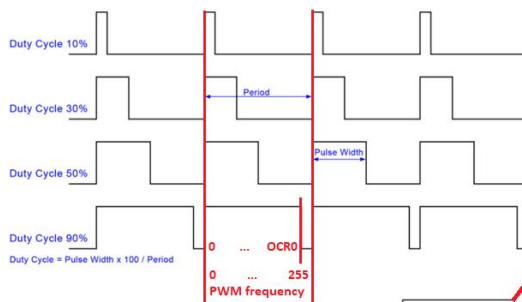 Duty Cycle 10%
Duty Cycle 30%
Period
Duty Cycle 50%
Pulse Width
Duty Cycle 90%
0 ... OCR0
Duty Cycle = Pulse Width x 100 / Period
0 ... 255
PWM frequency